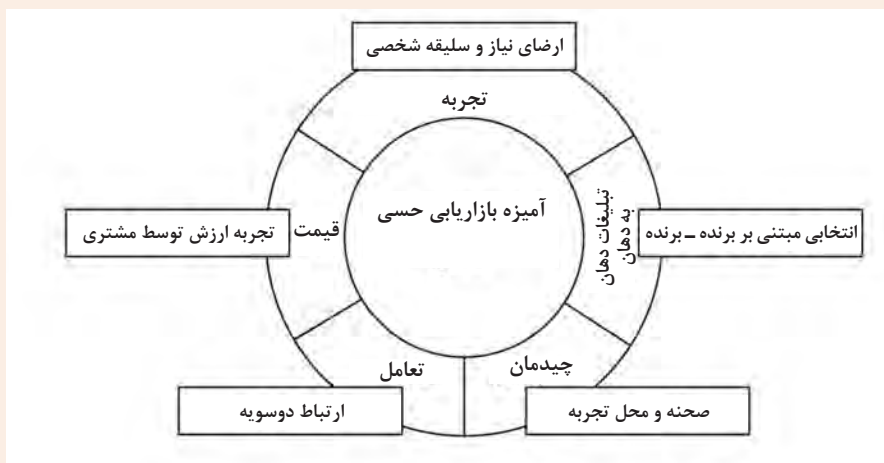 ارضای نیاز و سلیقه شخصی
تجربه
آمیزه بازاریابی حسی
تبلیغات دهان
به دهان
انتخابی مبتنی بر برنده ـ برنده
قیمت
تجربه ارزش توسط مشتری
چیدمان
تعامل
صحنه و محل تجربه
ارتباط دوسویه